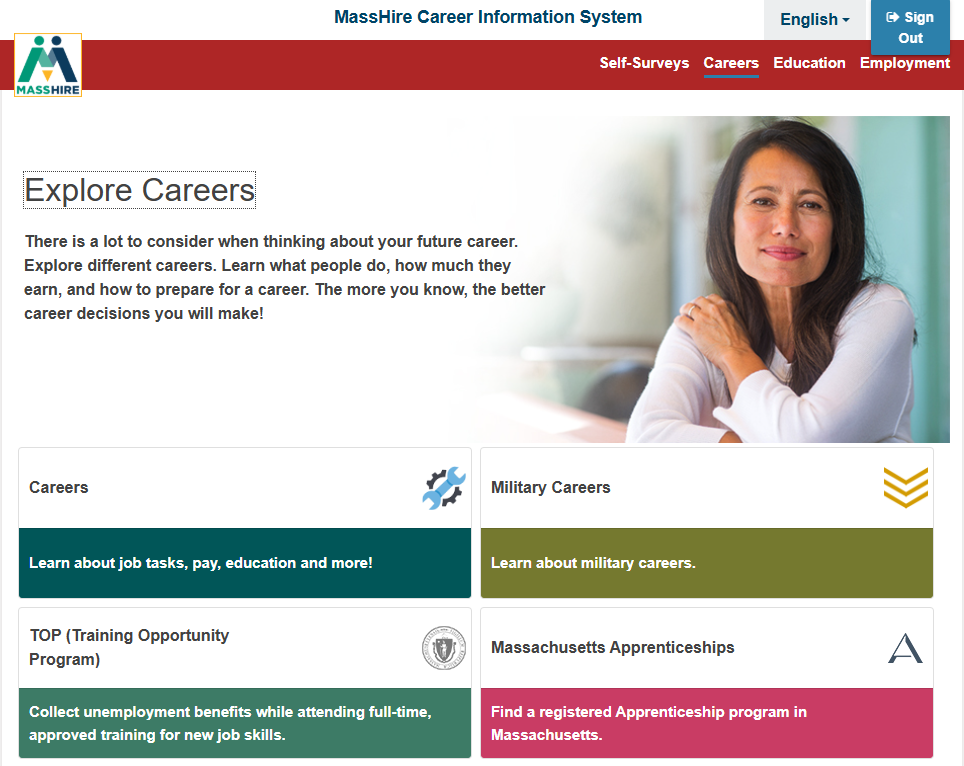 MassHire Career Information System
English
Sign
Out
MASSHIRE
Self-Surveys Careers Education Employment
Explore Careers
There is a lot to consider when thinking about your future career.
Explore different careers. Learn what people do, how much they
earn, and how to prepare for a career. The more you know, the better
career decisions you will make!
Careers
Military Careers
Learn about job tasks, pay, education and more!
Learn about military careers.
TOP (Training Opportunity
Program)
Massachusetts Apprenticeships
Collect unemployment benefits while attending full-time,
approved training for new job skills.
Find a registered Apprenticeship program in
Massachusetts.